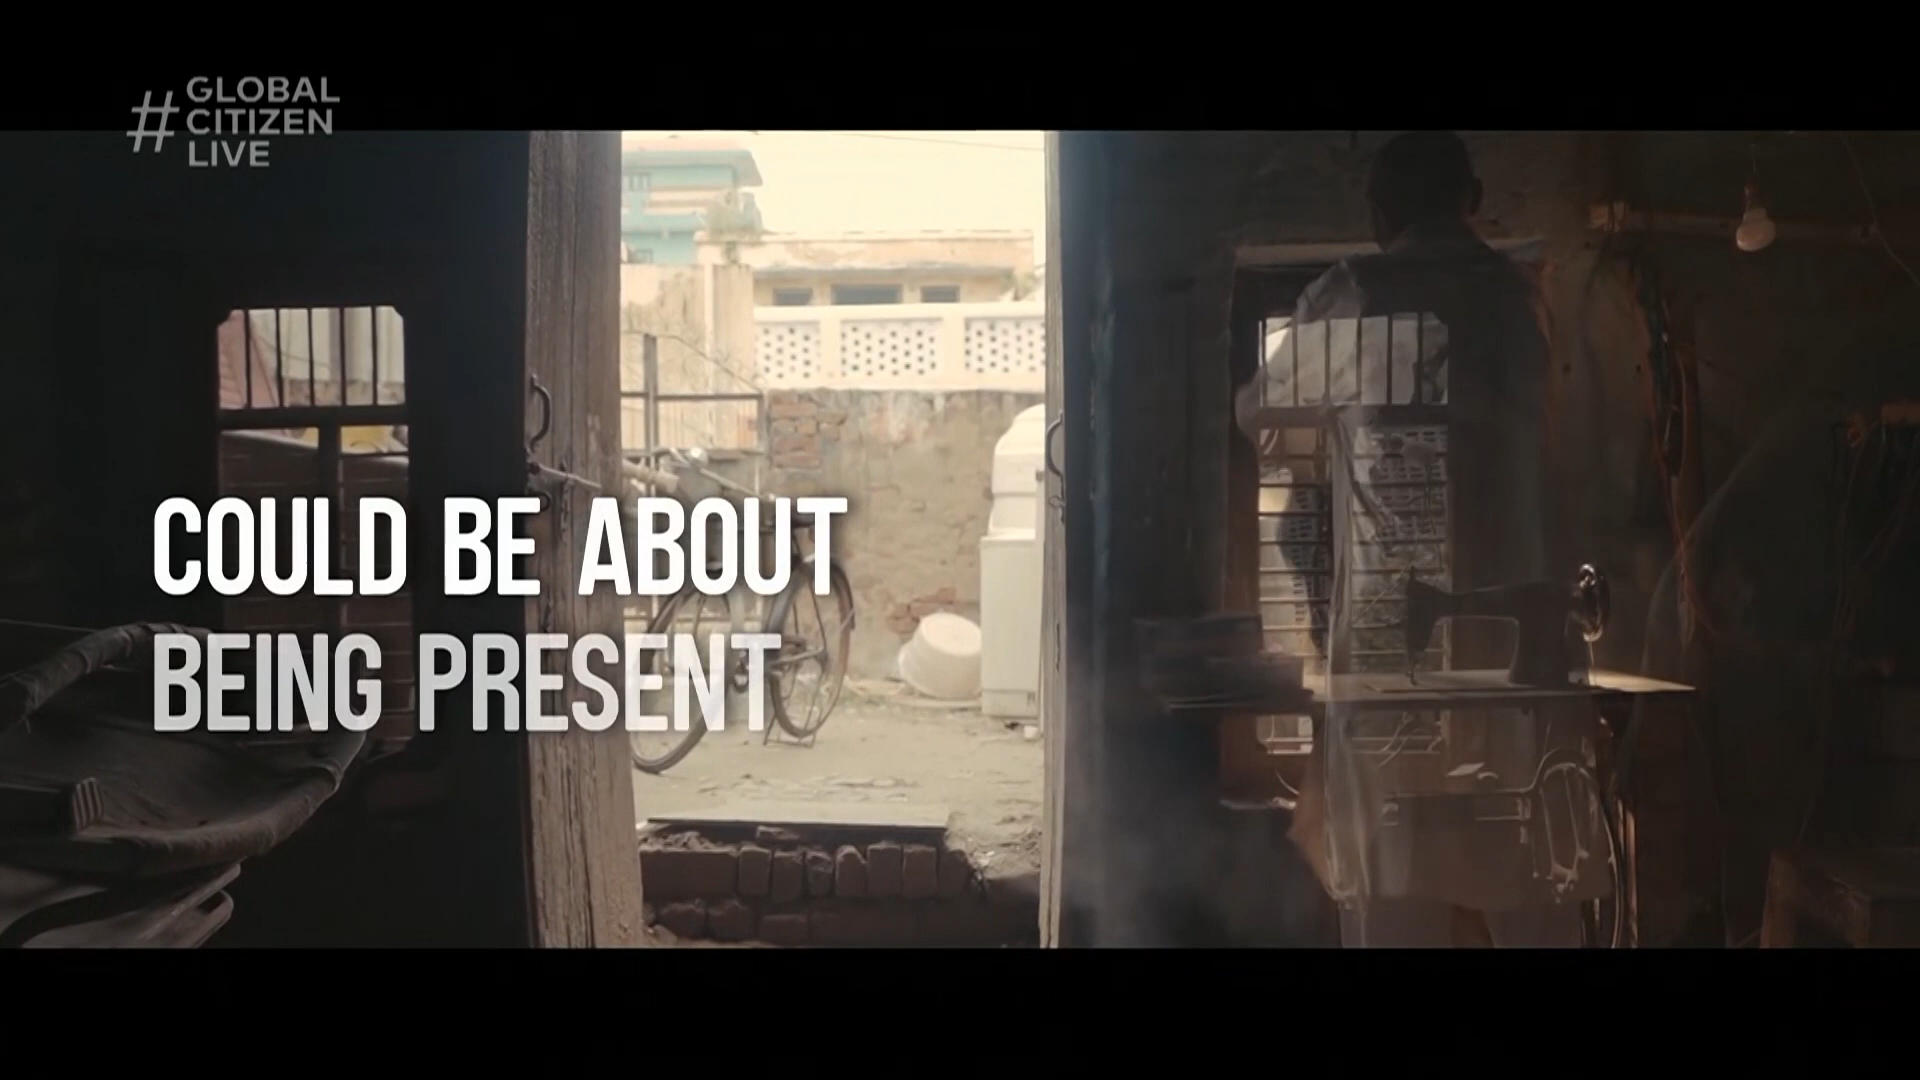 #GLOBAL
CITIZEN
LIVE
COULD BE ABOUT
BEING PRESENT